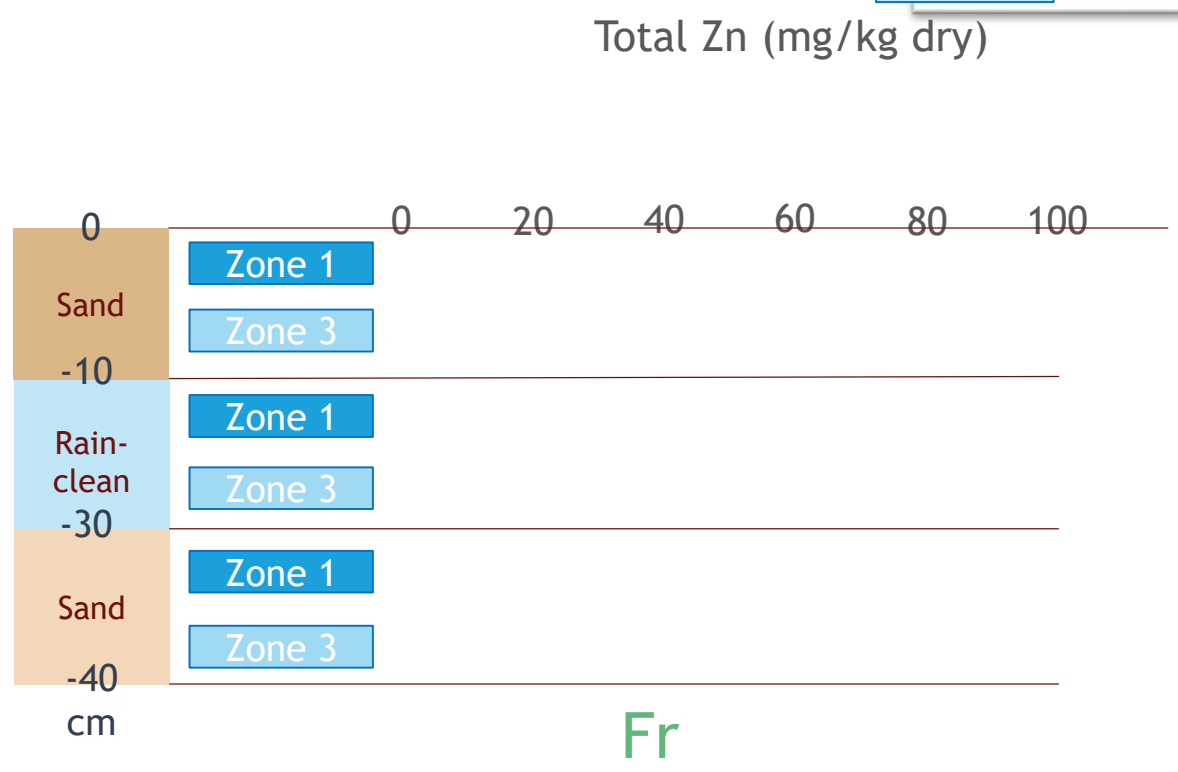 Total Zn (mg/kg dry)
0 0 20 40 60 80 100
Zone 1
Sand
Zone 3
-10
Zone 1
Rain-
clean
Zone 3
-30
Zone 1
Sand
Zone 3
-40
cm
Fr